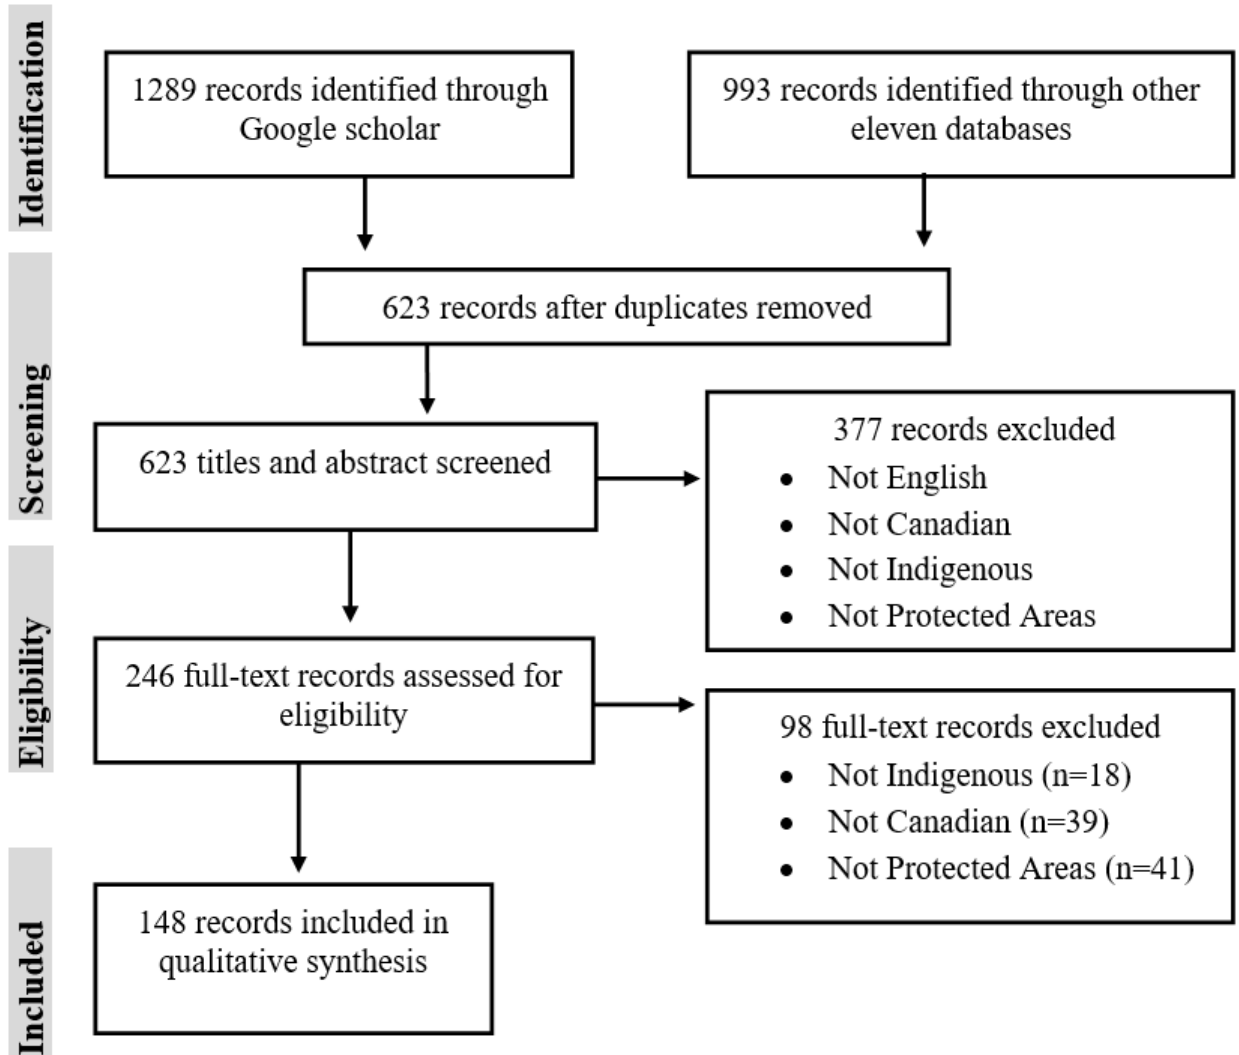 Identification
1289 records identified through
Google scholar
993 records identified through other
eleven databases
Screening
623 records after duplicates removed
623 titles and abstract screened
377 records excluded
• Not English
• Not Canadian
• Not Indigenous
• Not Protected Areas
Eligibility
246 full-text records assessed for
eligibility
98 full-text records excluded
• Not Indigenous (n=18)
• Not Canadian (n=39)
• Not Protected Areas (n=41)
Included
148 records included in
qualitative synthesis